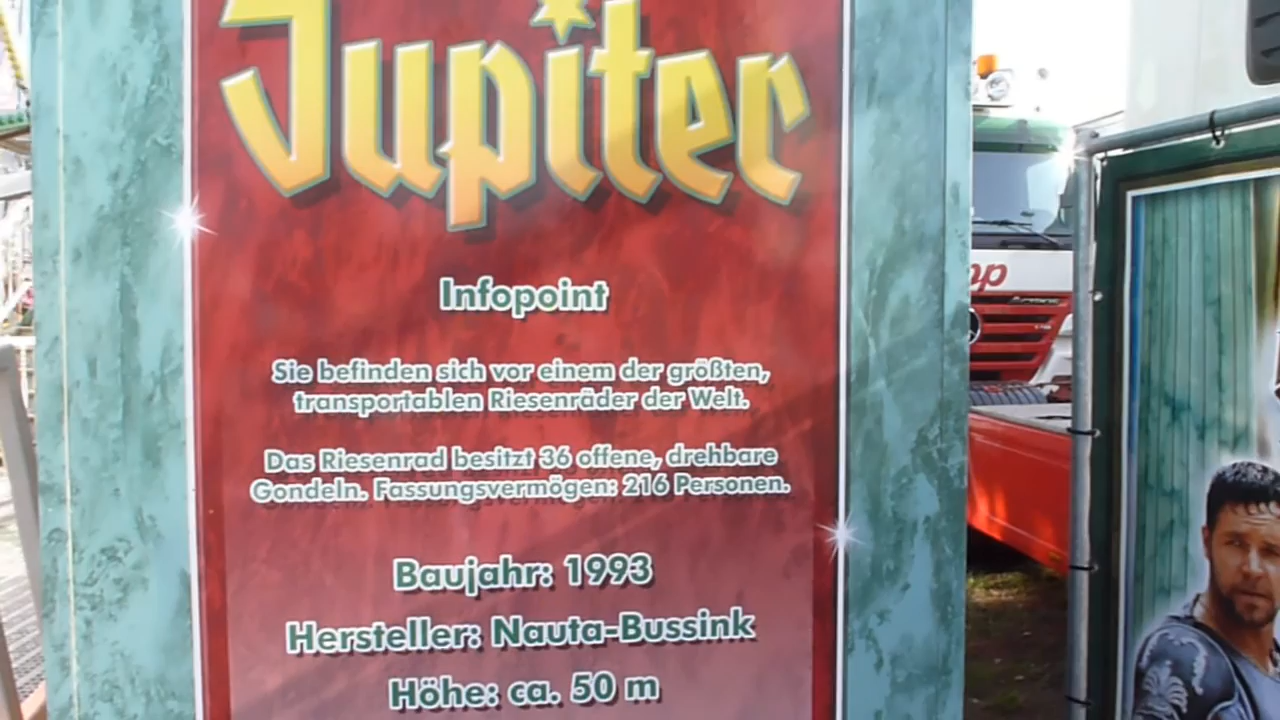 Jupiter
Infopoint
Sie befinden sich vor einem der größten,
transportablen Riesenräder der Welt.
Das Riesenrad besitzt 36 offene, drehbare
Gondeln. Fassungsvermögen: 216 Personen.
Baujahr: 1993
Hersteller: Nauta-Bussink
Höhe: ca. 50 m